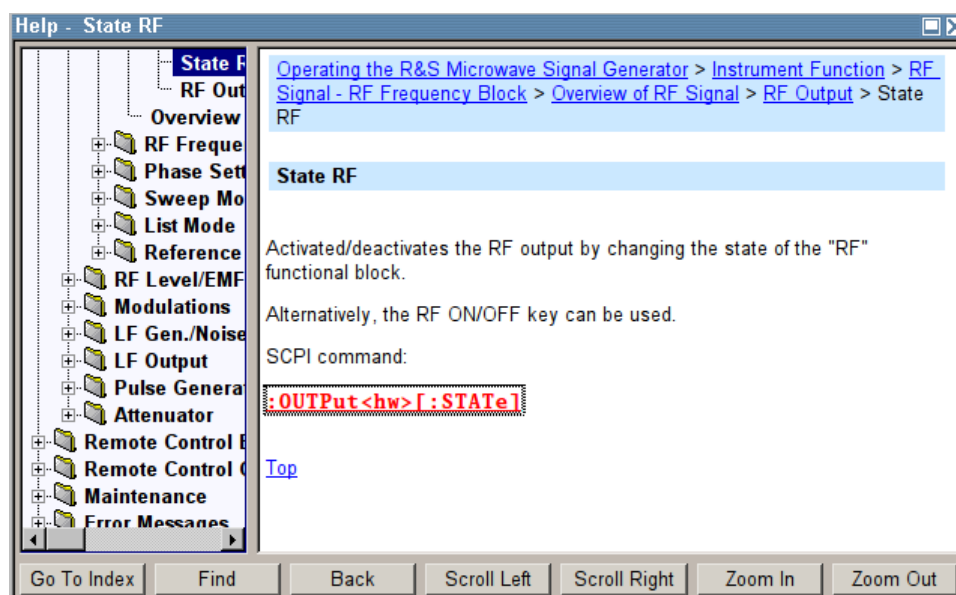 Help - State RF
State R
RF Out
Overview
RF Freque
Phase Sett
Sweep Mo
List Mode
Reference
RF Level/EMF
Modulations
LF Gen./Noise
LF Output
Pulse Genera
Attenuator
Remote Control
Remote Control
Maintenance
Error Messages
Operating the R&S Microwave Signal Generator > Instrument Function > RF
Signal - RF Frequency Block > Overview of RF Signal > RF Output > State
RF
State RF
Activated/deactivates the RF output by changing the state of the "RF"
functional block.
Alternatively, the RF ON/OFF key can be used.
SCPI command:
:OUTPut<hw>[:STATe]
Top
Go To Index Find Back Scroll Left Scroll Right Zoom In Zoom Out